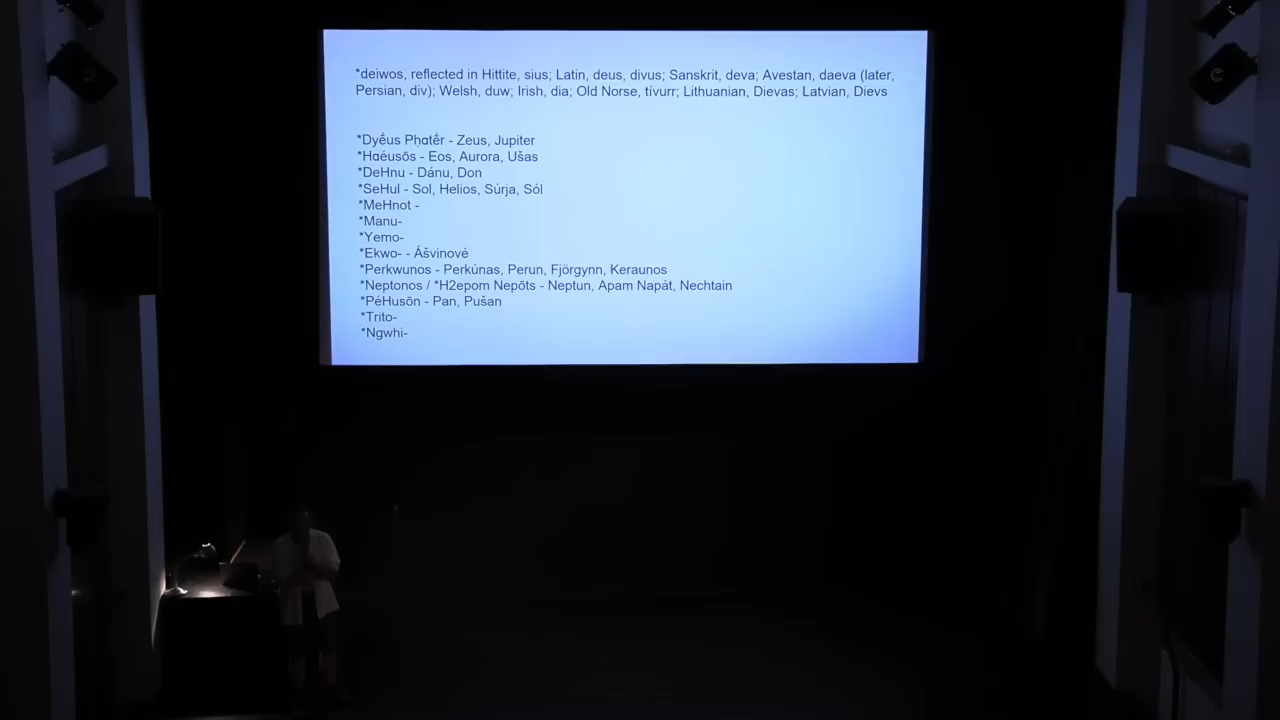 *deiwos, reflected in Hittite, sius; Latin, deus, divus; Sanskrit, deva; Avestan, daeva (later,
Persian, div); Welsh, duw; Irish, dia; Old Norse, tívurr; Lithuanian, Dievas; Latvian, Dievs
*Dyḗus Pḥatḗr - Zeus, Jupiter
*Haéusōs - Eos, Aurora, Ušas
*DeHnu - Dánu, Don
*SeHul - Sol, Helios, Súrja, Sól
*MeHnot -
*Manu-
*Yemo-
*Ekwo- - Ášvinové
*Perkwunos - Perkúnas, Perun, Fjörgynn, Keraunos
*Neptonos / *H2epom Nepōts - Neptun, Apam Napát, Nechtain
*PéHusōn - Pan, Pušan
*Trito-
*Ngwhi-